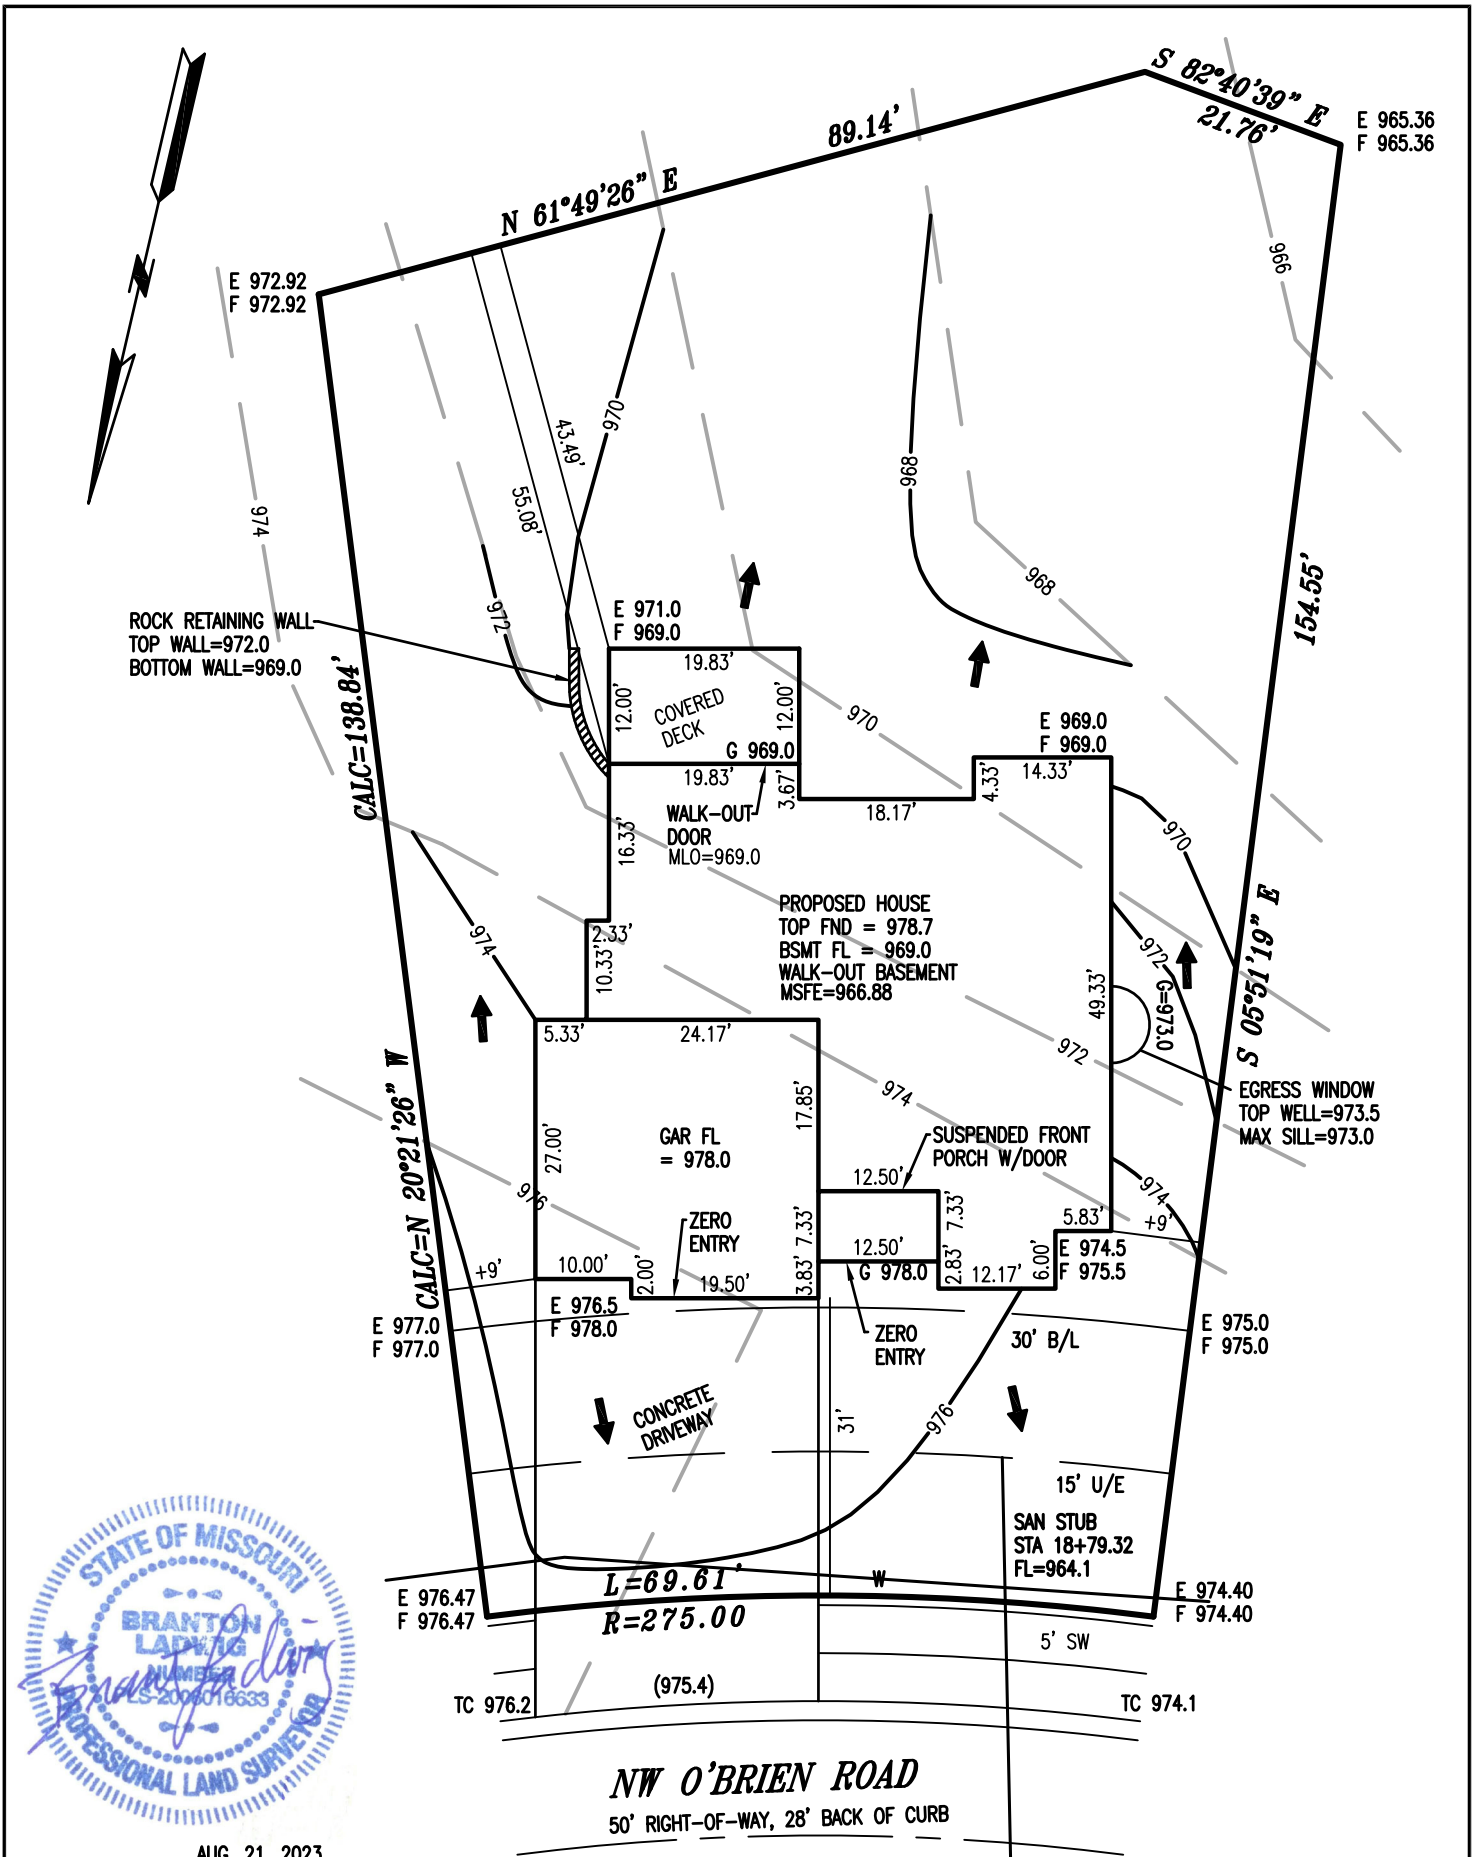 S 82°40'39" E
21.76'
E 965.36
F 965.36
89.14'
N 61°49'26" E
E 972.92
F 972.92
966
N
43.49'
970
55.08'
968
974
972
968
154.55'
ROCK RETAINING WALL
TOP WALL=972.0
BOTTOM WALL=969.0
E 971.0
F 969.0
19.83'
12.00'
COVERED
DECK
12.00'
G 969.0
970
E 969.0
F 969.0
CALC=138.84'
19.83'
3.67'
4.33'
14.33'
18.17'
WALK-OUT
DOOR
MLO=969.0
16.33'
970
974
PROPOSED HOUSE
TOP FND = 978.7
BSMT FL = 969.0
WALK-OUT BASEMENT
MSFE=966.88
2.33'
10.33'
972
49.33'
G=973.0
S 05°51'19" E
5.33'
24.17'
972
974
17.85'
EGRESS WINDOW
TOP WELL=973.5
MAX SILL=973.0
CALC=N 20°21'26" W
27.00'
GAR FL
= 978.0
SUSPENDED FRONT
PORCH W/DOOR
976
12.50'
974
7.33'
7.33'
5.83'
+9'
ZERO
ENTRY
12.50'
G 978.0
E 974.5
F 975.5
+9'
10.00'
2.00'
19.50'
3.83'
2.83'
12.17'
6.00'
E 976.5
F 978.0
E 977.0
F 977.0
ZERO
ENTRY
30' B/L
E 975.0
F 975.0
CONCRETE
DRIVEWAY
31'
976
15' U/E
SAN STUB
STA 18+79.32
FL=964.1
W
L=69.61'
R=275.00
E 976.47
F 976.47
E 974.40
F 974.40
5' SW
TC 976.2
(975.4)
TC 974.1
STATE OF MISSOURI
BRANTON
LADWIG
NUMBER
PLS-2006016633
PROFESSIONAL LAND SURVEYOR
NW O'BRIEN ROAD
50' RIGHT-OF-WAY, 28' BACK OF CURB
AUG 21, 2023